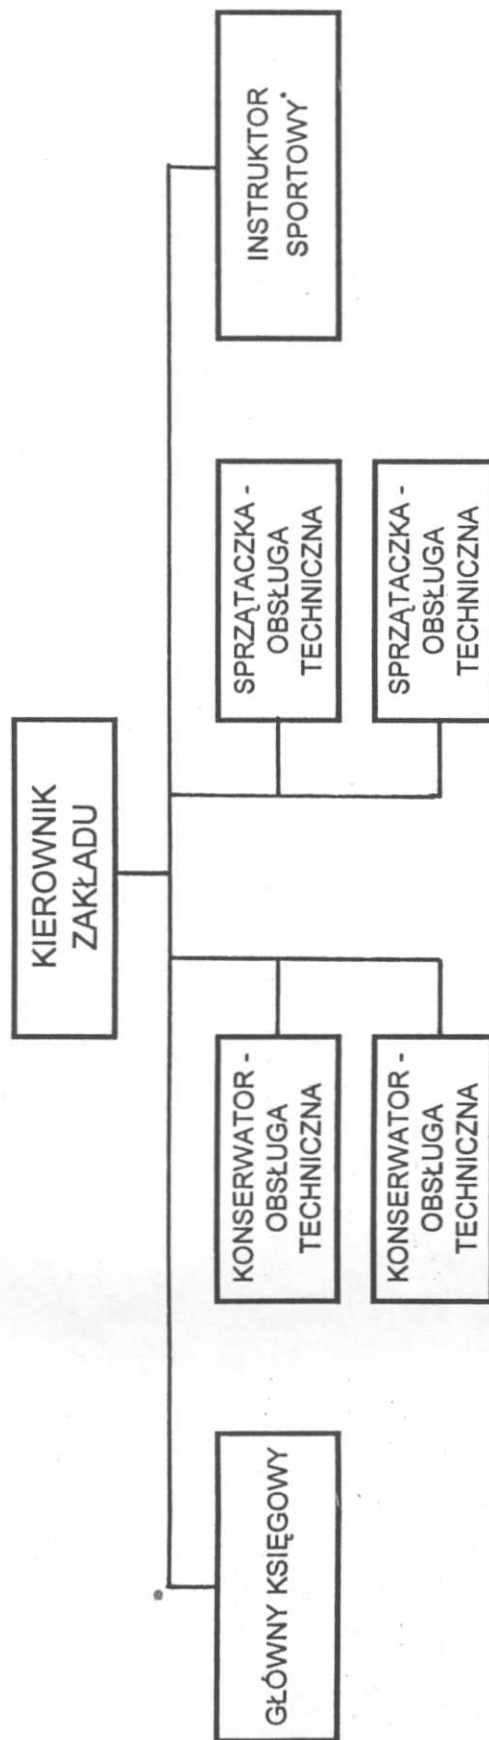 KIEROWNIK
ZAKŁADU
GŁÓWNY KSIĘGOWY
KONSERWATOR -
OBSŁUGA
TECHNICZNA
KONSERWATOR -
OBSŁUGA
TECHNICZNA
SPRZĄTACZKA -
OBSŁUGA
TECHNICZNA
SPRZĄTACZKA -
OBSŁUGA
TECHNICZNA
INSTRUKTOR
SPORTOWY